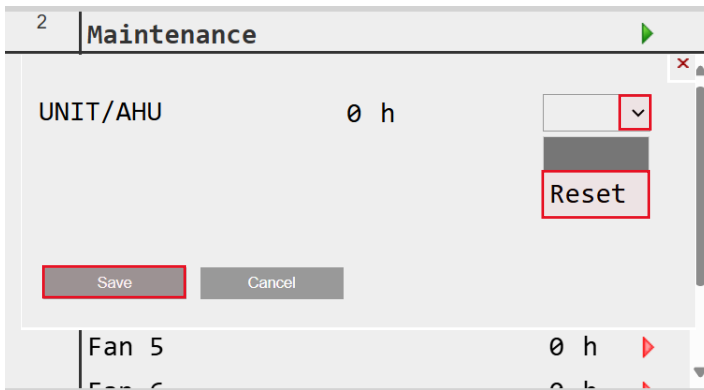 2 Maintenance
UNIT/AHU 0 h
Reset
Save Cancel
Fan 5 0 h